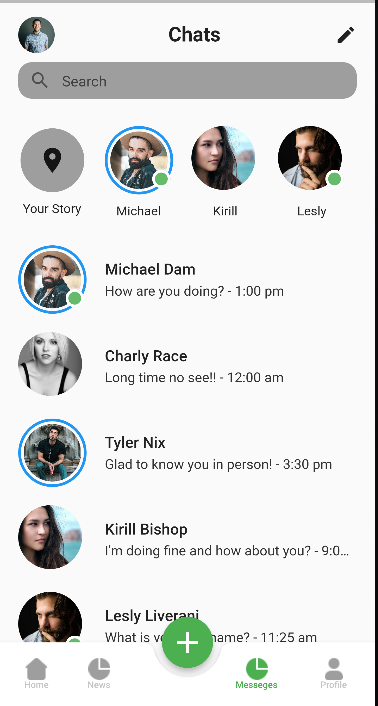 Chats
Search
Your Story
Michael
Kirill
Lesly
Michael Dam
How are you doing? - 1:00 pm
Charly Race
Long time no see!! - 12:00 am
Tyler Nix
Glad to know you in person! - 3:30 pm
Kirill Bishop
I'm doing fine and how about you? - 9:0...
Lesly Liverani
What is name? - 11:25 am
Home
News
Messeges
Profile